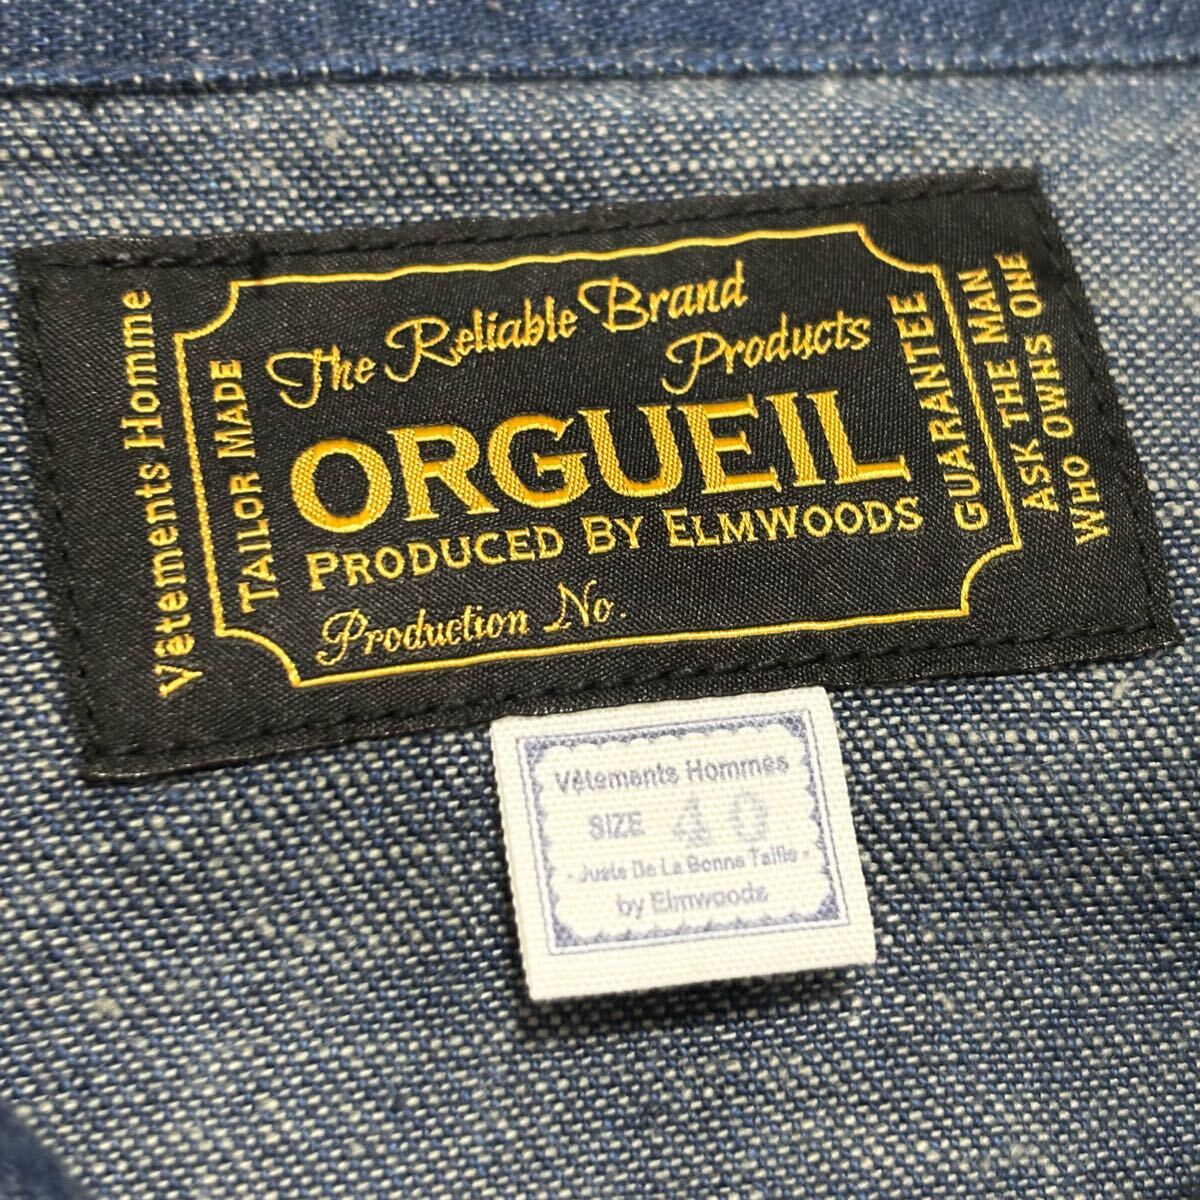 Vêtements Homme
TAILOR MADE
The Reliable Brand
Products
ORGUEIL
PRODUCED BY ELMWOODS
Production No.
GUARANTEE
ASK THE MAN
WHO OWNS ONE
Vêtements Hommes
SIZE 40
- Juste De La Bonne Taille -
by Elmwoods